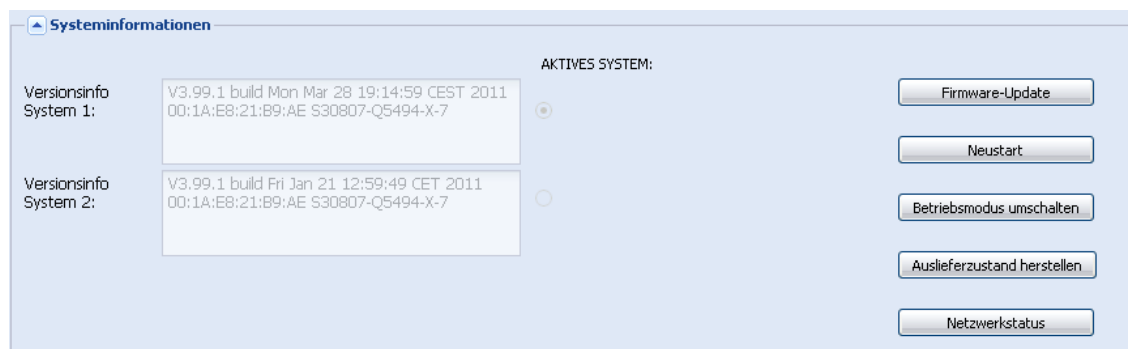 Systeminformationen
AKTIVES SYSTEM:
Versionsinfo
System 1:
V3.99.1 build Mon Mar 28 19:14:59 CEST 2011
00:1A:E8:21:B9:AE S30807-Q5494-X-7
Firmware-Update
Neustart
Versionsinfo
System 2:
V3.99.1 build Fri Jan 21 12:59:49 CET 2011
00:1A:E8:21:B9:AE S30807-Q5494-X-7
Betriebsmodus umschalten
Auslieferzustand herstellen
Netzwerkstatus